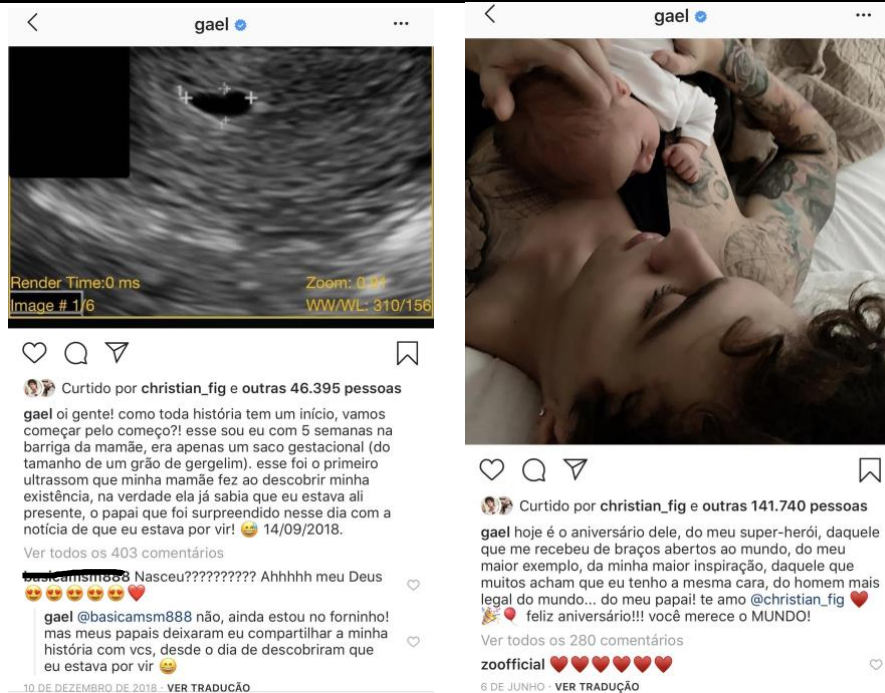 gael
Render Time:0 ms
Zoom: 0.91
Image # 1/6
WW/WL: 310/156
Curtido por christian_fig e outras 46.395 pessoas
gael oi gente! como toda história tem um início, vamos
começar pelo começo?! esse sou eu com 5 semanas na
barriga da mamãe, era apenas um saco gestacional (do
tamanho de um grão de gergelim). esse foi o primeiro
ultrassom que minha mamãe fez ao descobrir minha
existência, na verdade ela já sabia que eu estava ali
presente, o papai que foi surpreendido nesse dia com a
notícia de que eu estava por vir! 😅 14/09/2018.
Ver todos os 403 comentários
Nasceu?????????? Ahhhhh meu Deus
😍😍😍😍😍❤️
gael @basicamsm888 não, ainda estou no forninho!
mas meus papais deixaram eu compartilhar a minha
história com vcs, desde o dia de descobriram que
eu estava por vir 😄
10 DE DEZEMBRO DE 2018 · VER TRADUÇÃO
gael
Curtido por christian_fig e outras 141.740 pessoas
gael hoje é o aniversário dele, do meu super-herói, daquele
que me recebeu de braços abertos ao mundo, do meu
maior exemplo, da minha maior inspiração, daquele que
muitos acham que eu tenho a mesma cara, do homem mais
legal do mundo... do meu papai! te amo @christian_fig ❤️
🎉🎈 feliz aniversário!!! você merece o MUNDO!
Ver todos os 280 comentários
zoofficial ❤️❤️❤️❤️❤️❤️
6 DE JUNHO · VER TRADUÇÃO